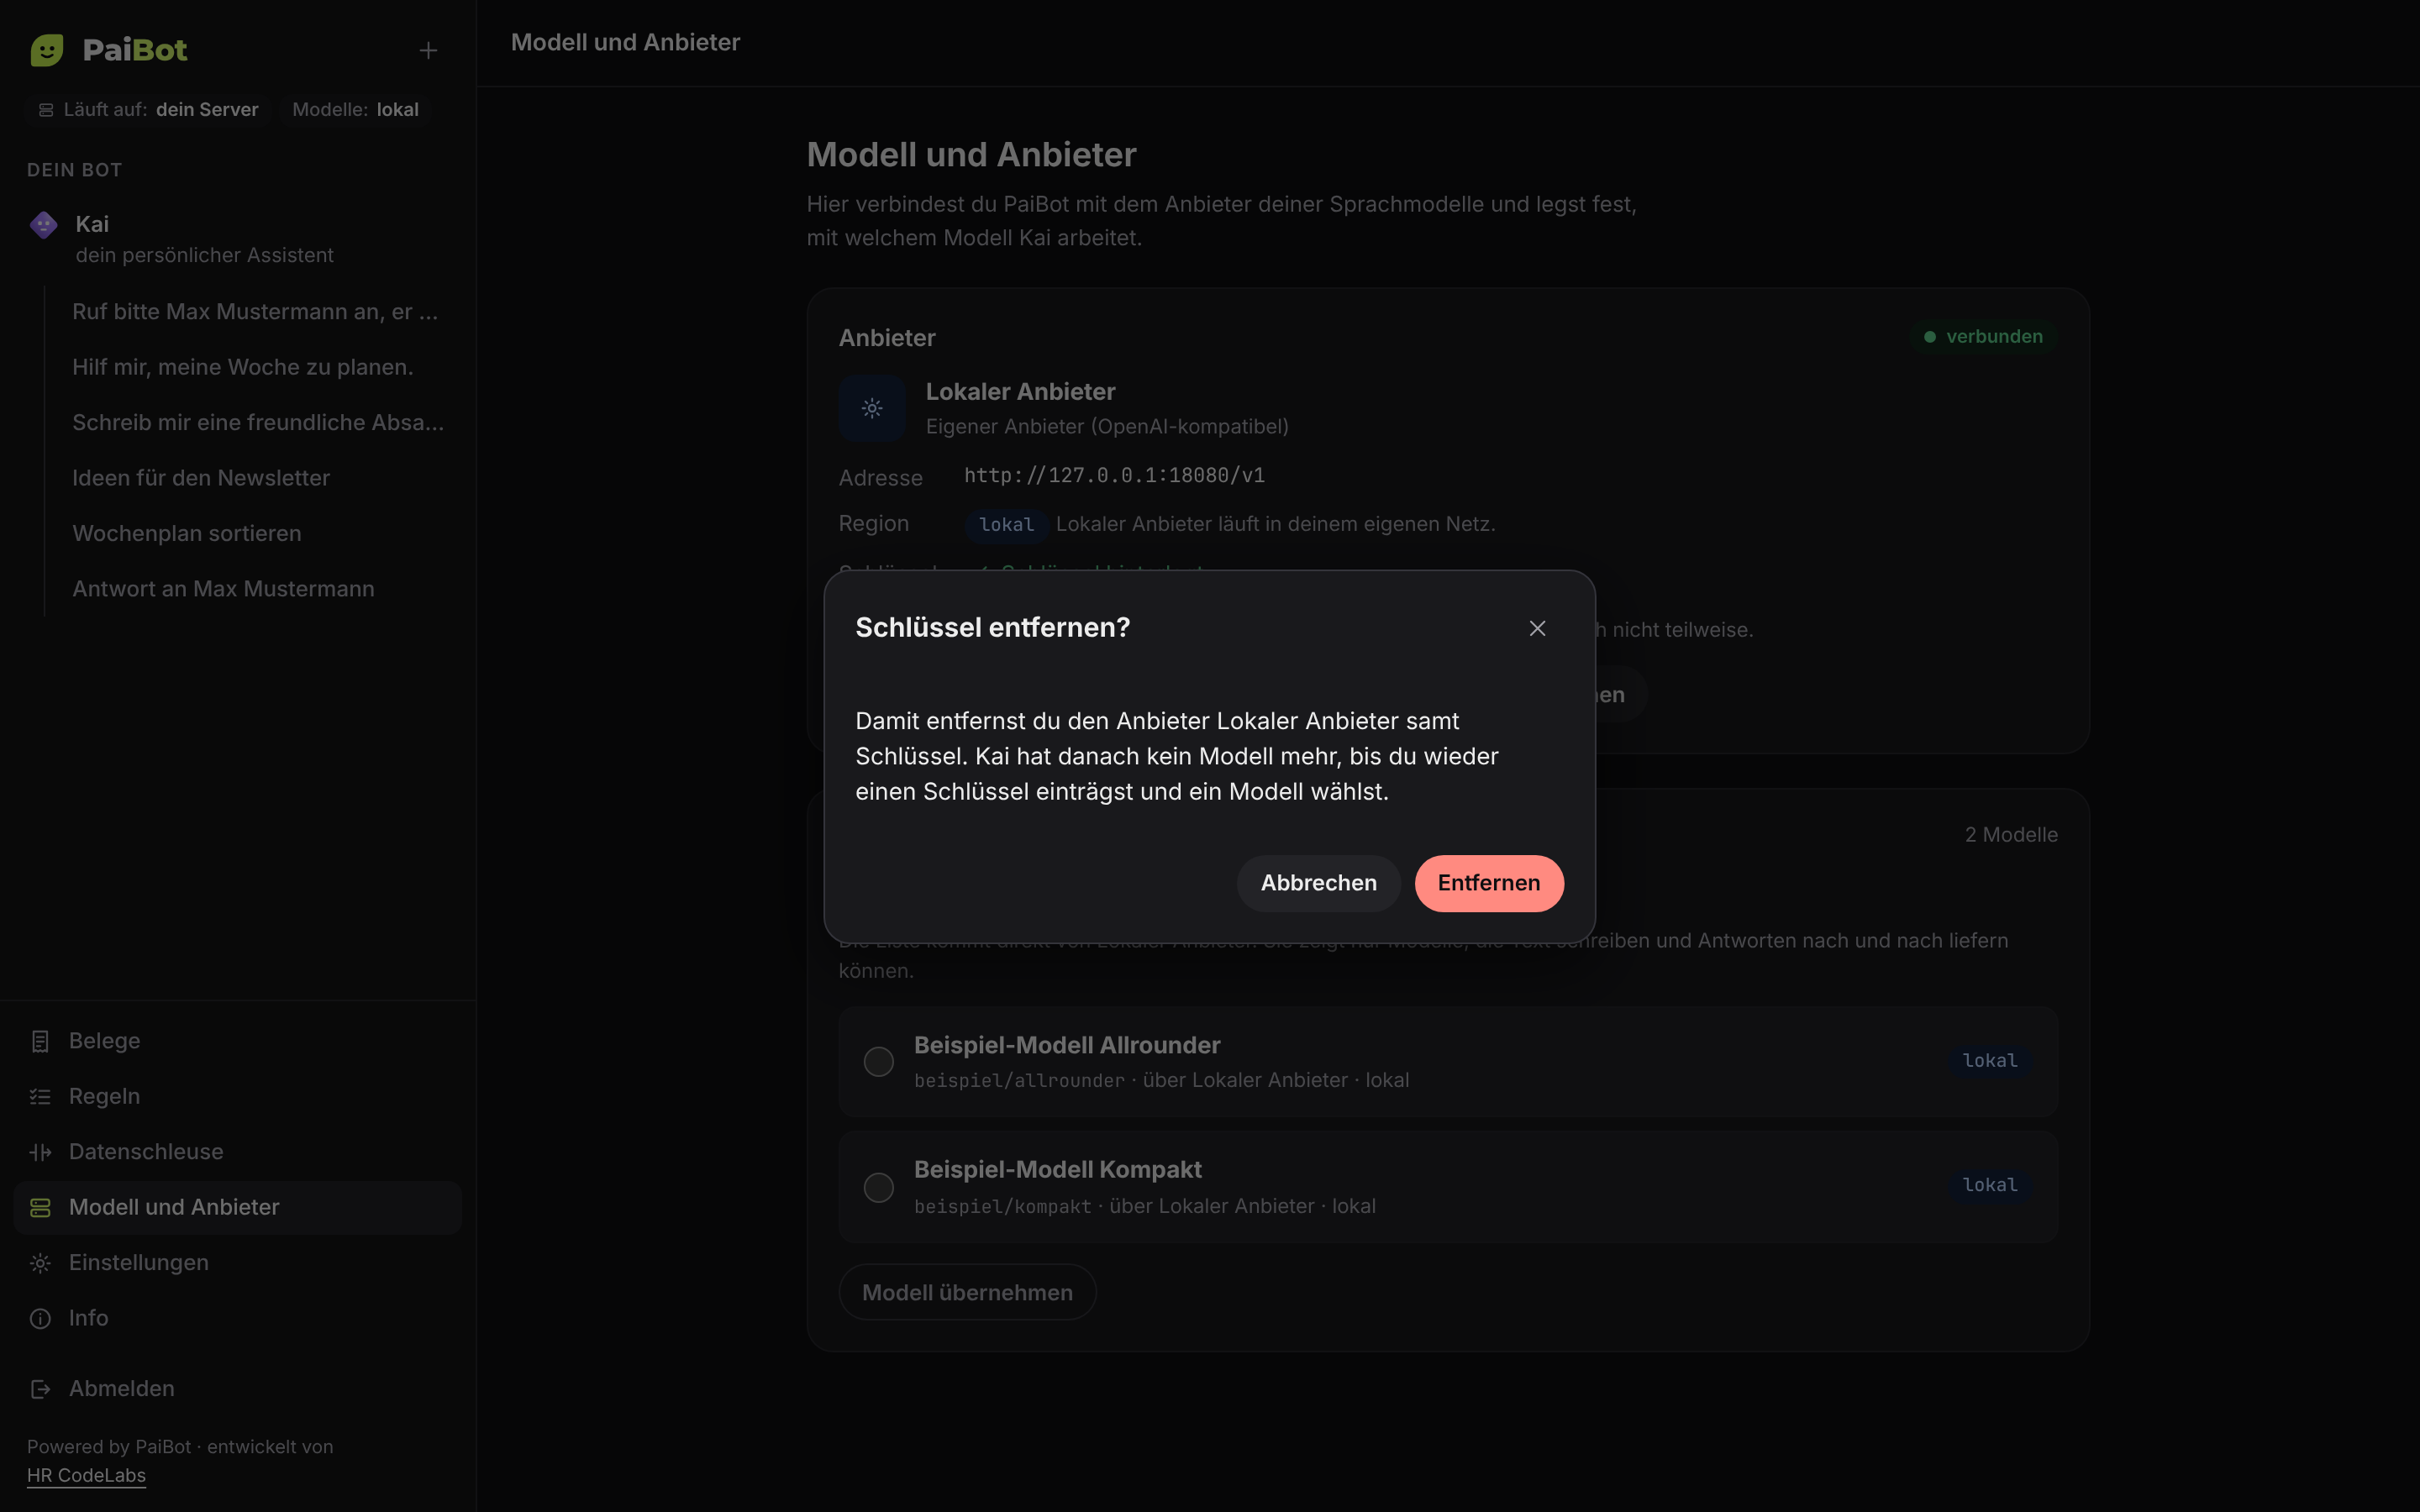 PaiBot
Läuft auf: dein Server
Modelle: lokal
DEIN BOT
Kai
dein persönlicher Assistent
Ruf bitte Max Mustermann an, er ...
Hilf mir, meine Woche zu planen.
Schreib mir eine freundliche Absa...
Ideen für den Newsletter
Wochenplan sortieren
Antwort an Max Mustermann
Belege
Regeln
Datenschleuse
Modell und Anbieter
Einstellungen
Info
Abmelden
Powered by PaiBot · entwickelt von
HR CodeLabs
Modell und Anbieter
Modell und Anbieter
Hier verbindest du PaiBot mit dem Anbieter deiner Sprachmodelle und legst fest,
mit welchem Modell Kai arbeitet.
Anbieter
verbunden
Lokaler Anbieter
Eigener Anbieter (OpenAI-kompatibel)
Adresse http://127.0.0.1:18080/v1
Region lokal Lokaler Anbieter läuft in deinem eigenen Netz.
nicht teilweise.
Schlüssel entfernen?
Damit entfernst du den Anbieter Lokaler Anbieter samt
Schlüssel. Kai hat danach kein Modell mehr, bis du wieder
einen Schlüssel einträgst und ein Modell wählst.
Abbrechen
Entfernen
2 Modelle
und Antworten nach und nach liefern
können.
Beispiel-Modell Allrounder
beispiel/allrounder · über Lokaler Anbieter · lokal
lokal
Beispiel-Modell Kompakt
beispiel/kompakt · über Lokaler Anbieter · lokal
lokal
Modell übernehmen